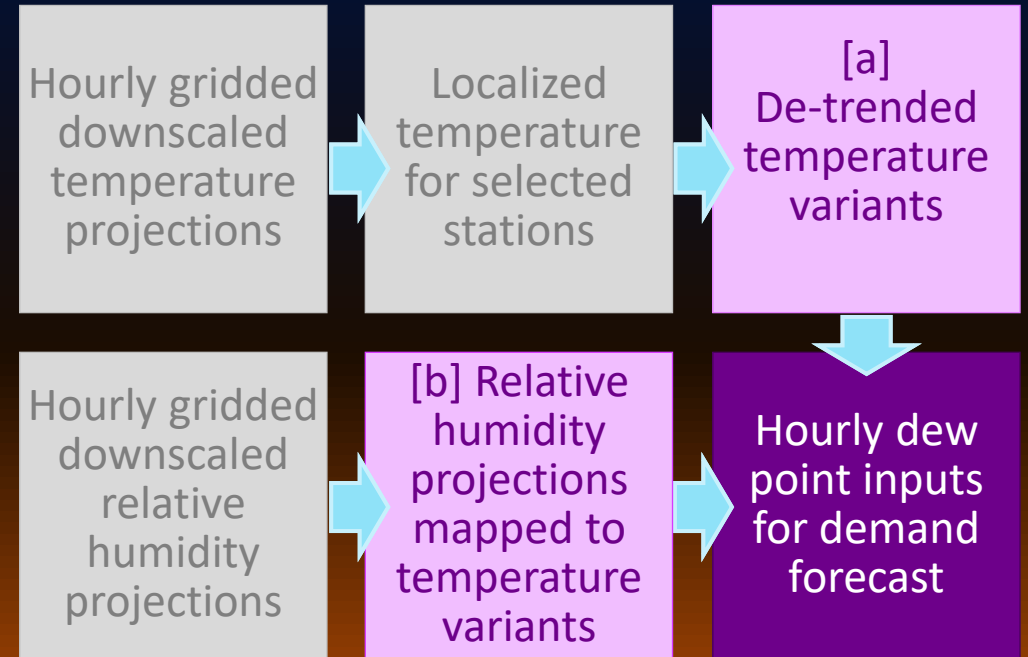 Hourly gridded
downscaled
temperature
projections
Localized
temperature
for selected
stations
[a]
De-trended
temperature
variants
Hourly gridded
downscaled
relative
humidity
projections
[b] Relative
humidity
projections
mapped to
temperature
variants
Hourly dew
point inputs
for demand
forecast